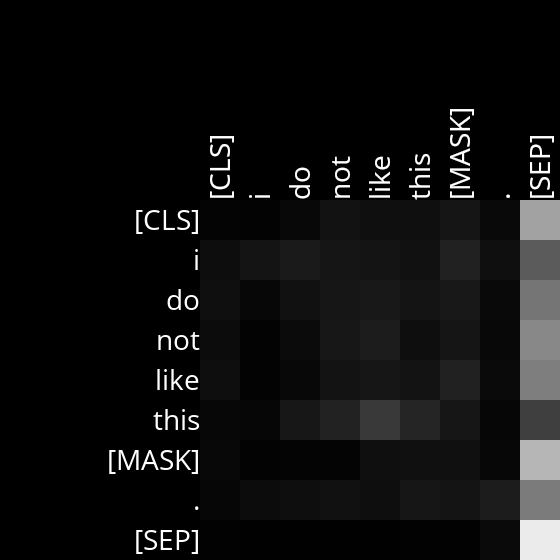 [CLS] i do not like this [MASK] . [SEP]
[CLS]
i
do
not
like
this
[MASK]
.
[SEP]